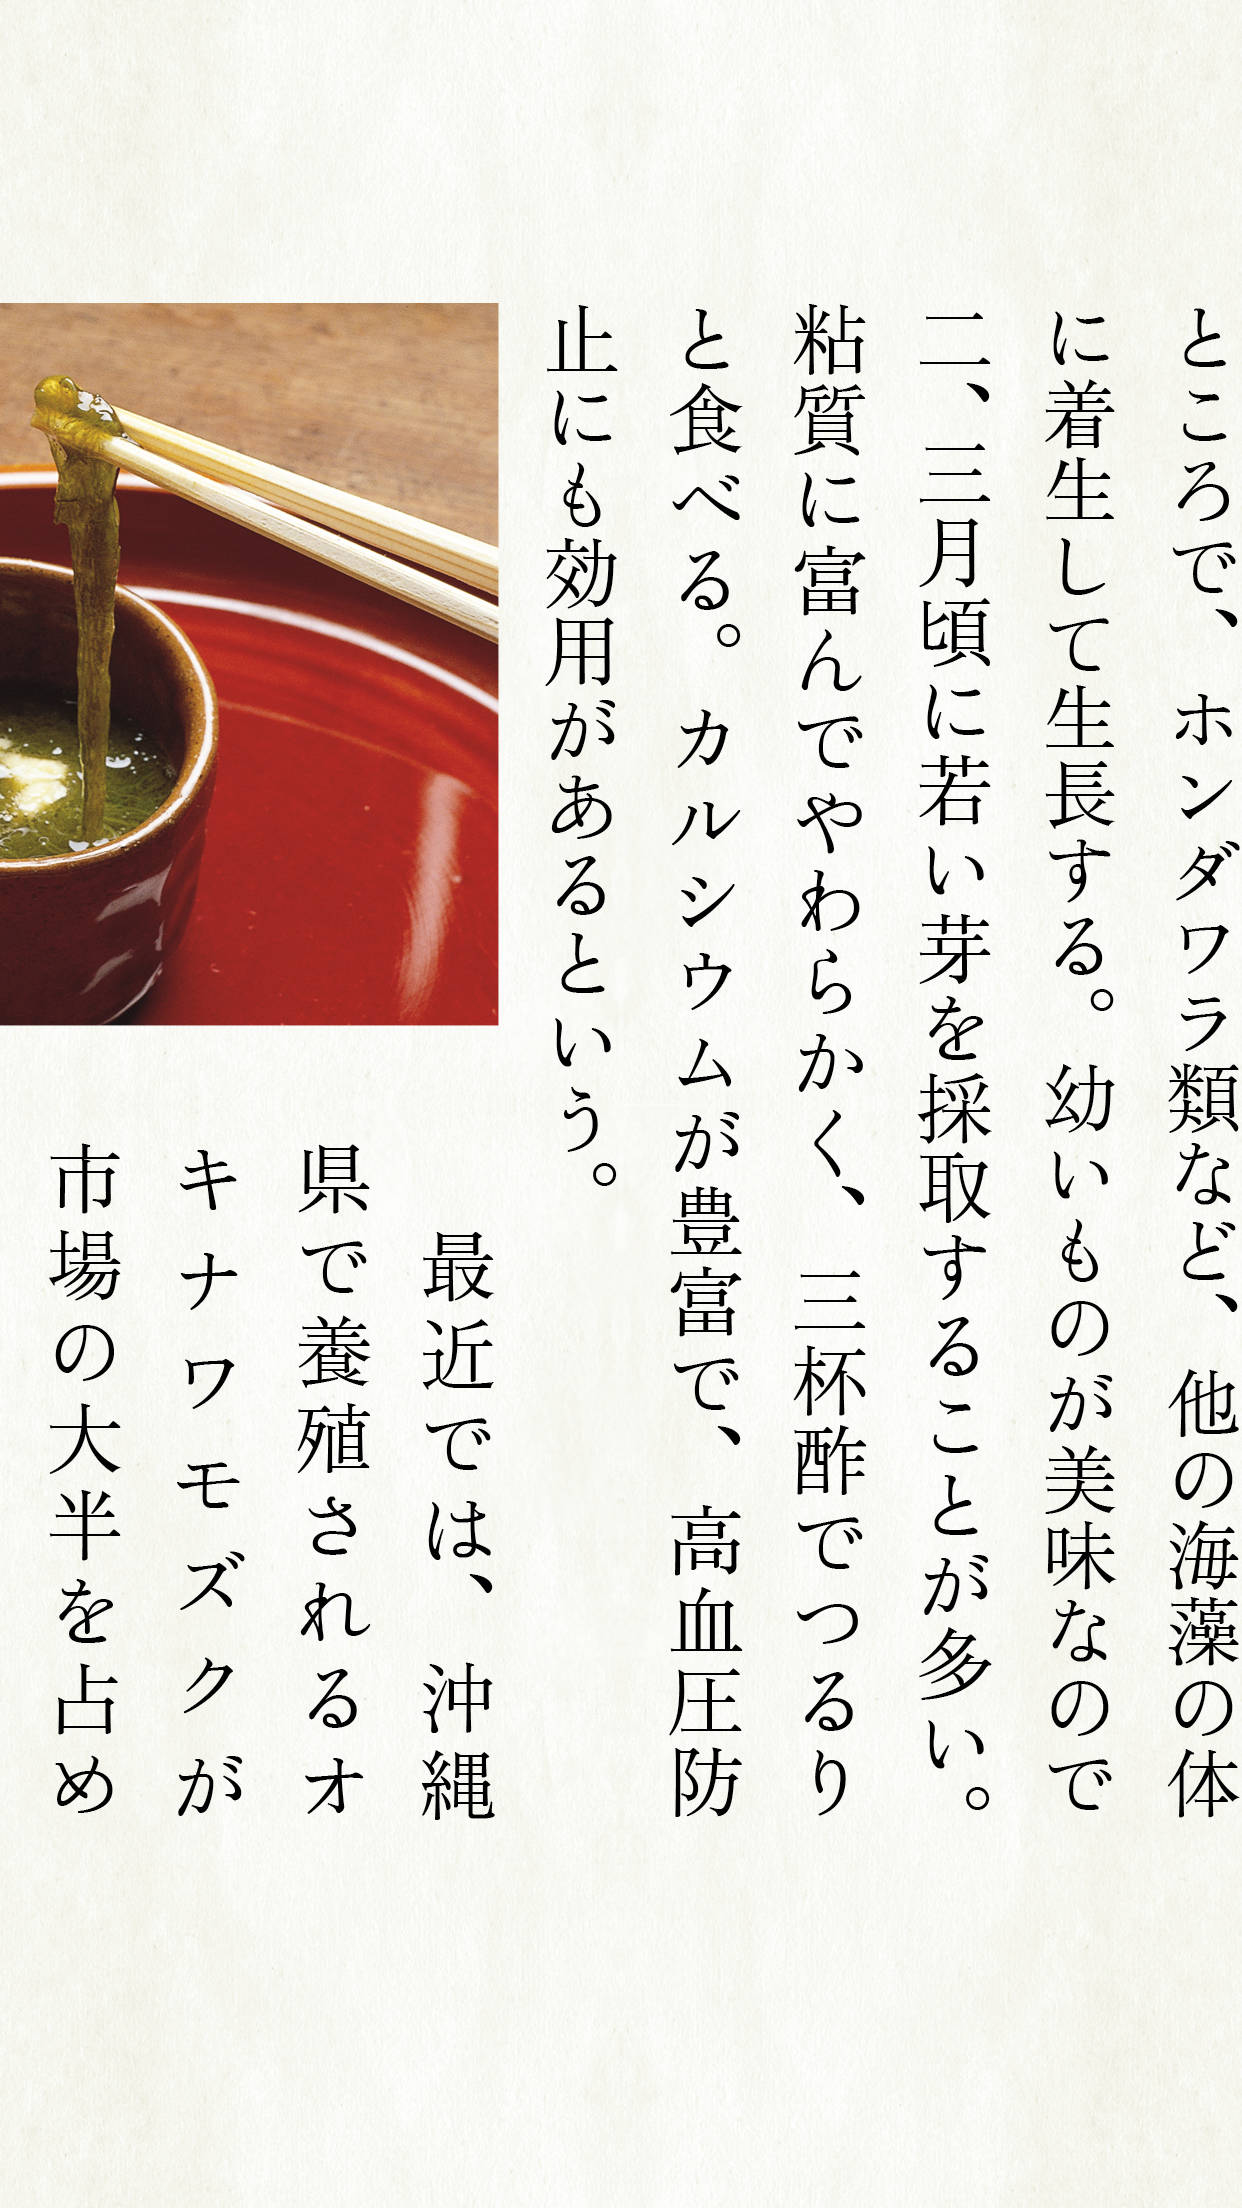 ところで、ホンダワラ類など、他の海藻の体
に着生して生長する。幼いものが美味なので
二、三月頃に若い芽を採取することが多い。
粘質に富んでやわらかく、三杯酢でつるり
と食べる。カルシウムが豊富で、高血圧防
止にも効用があるという。
最近では、沖縄
県で養殖されるオ
キナワモズクが
市場の大半を占め